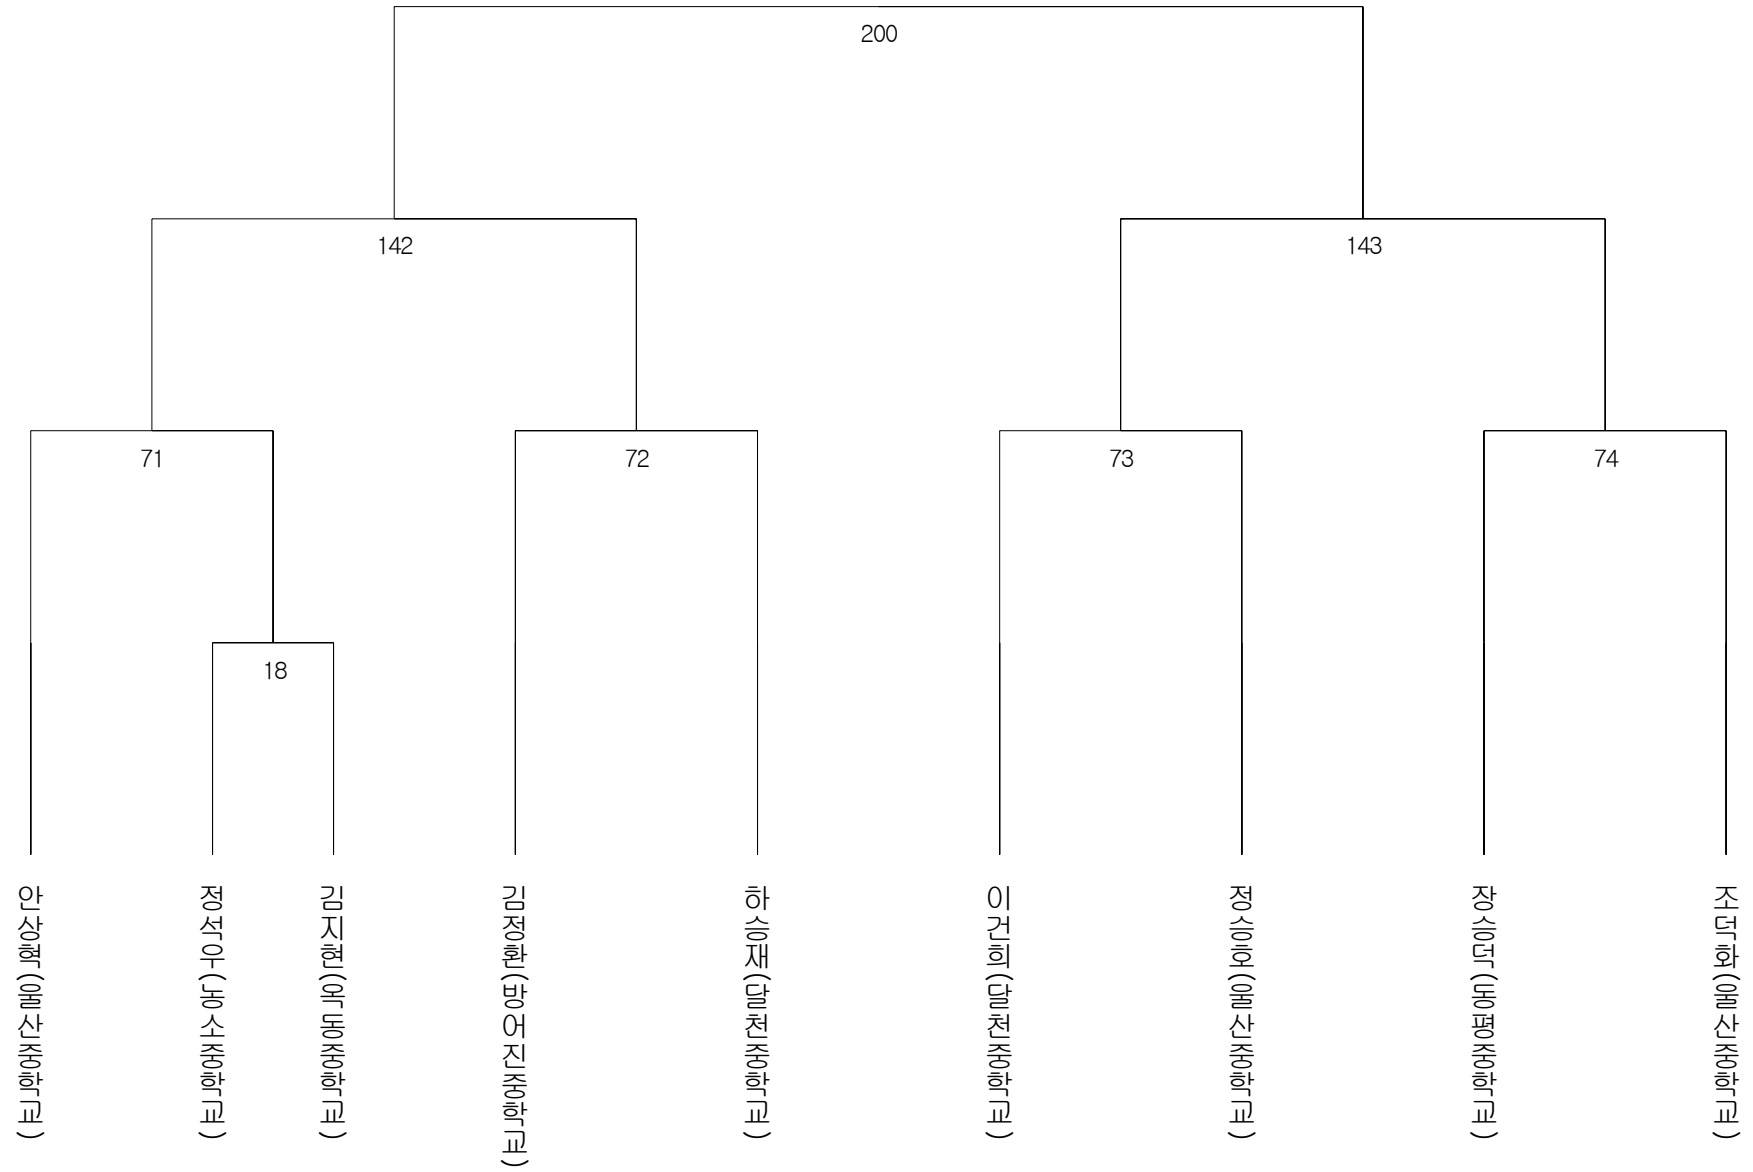 200
142
143
71
72
73
74
18
안상혁(울산중학교)
정석우(농소중학교)
김지현(옥동중학교)
김정환(방어진중학교)
하승재(달천중학교)
이건희(달천중학교)
정승호(울산중학교)
장승덕(동평중학교)
조덕화(울산중학교)